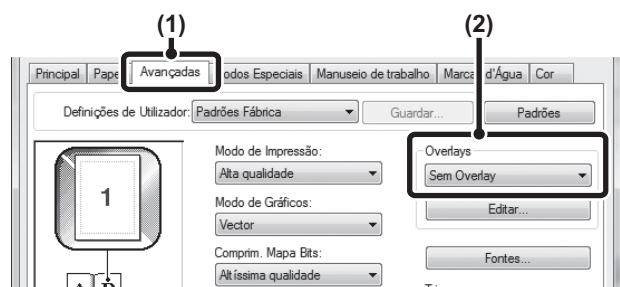 (1) (2)
Principal Papel Avançadas Modos Especiais Manuseio de trabalho Marca d'Água Cor
Definições de Utilizador: Padrões Fábrica Guardar... Padrões
Modo de Impressão: Overlays
Alta qualidade Sem Overlay
1 Modo de Gráficos: Editar...
Vector
Comprim. Mapa Bits: Fontes...
Altíssima qualidade